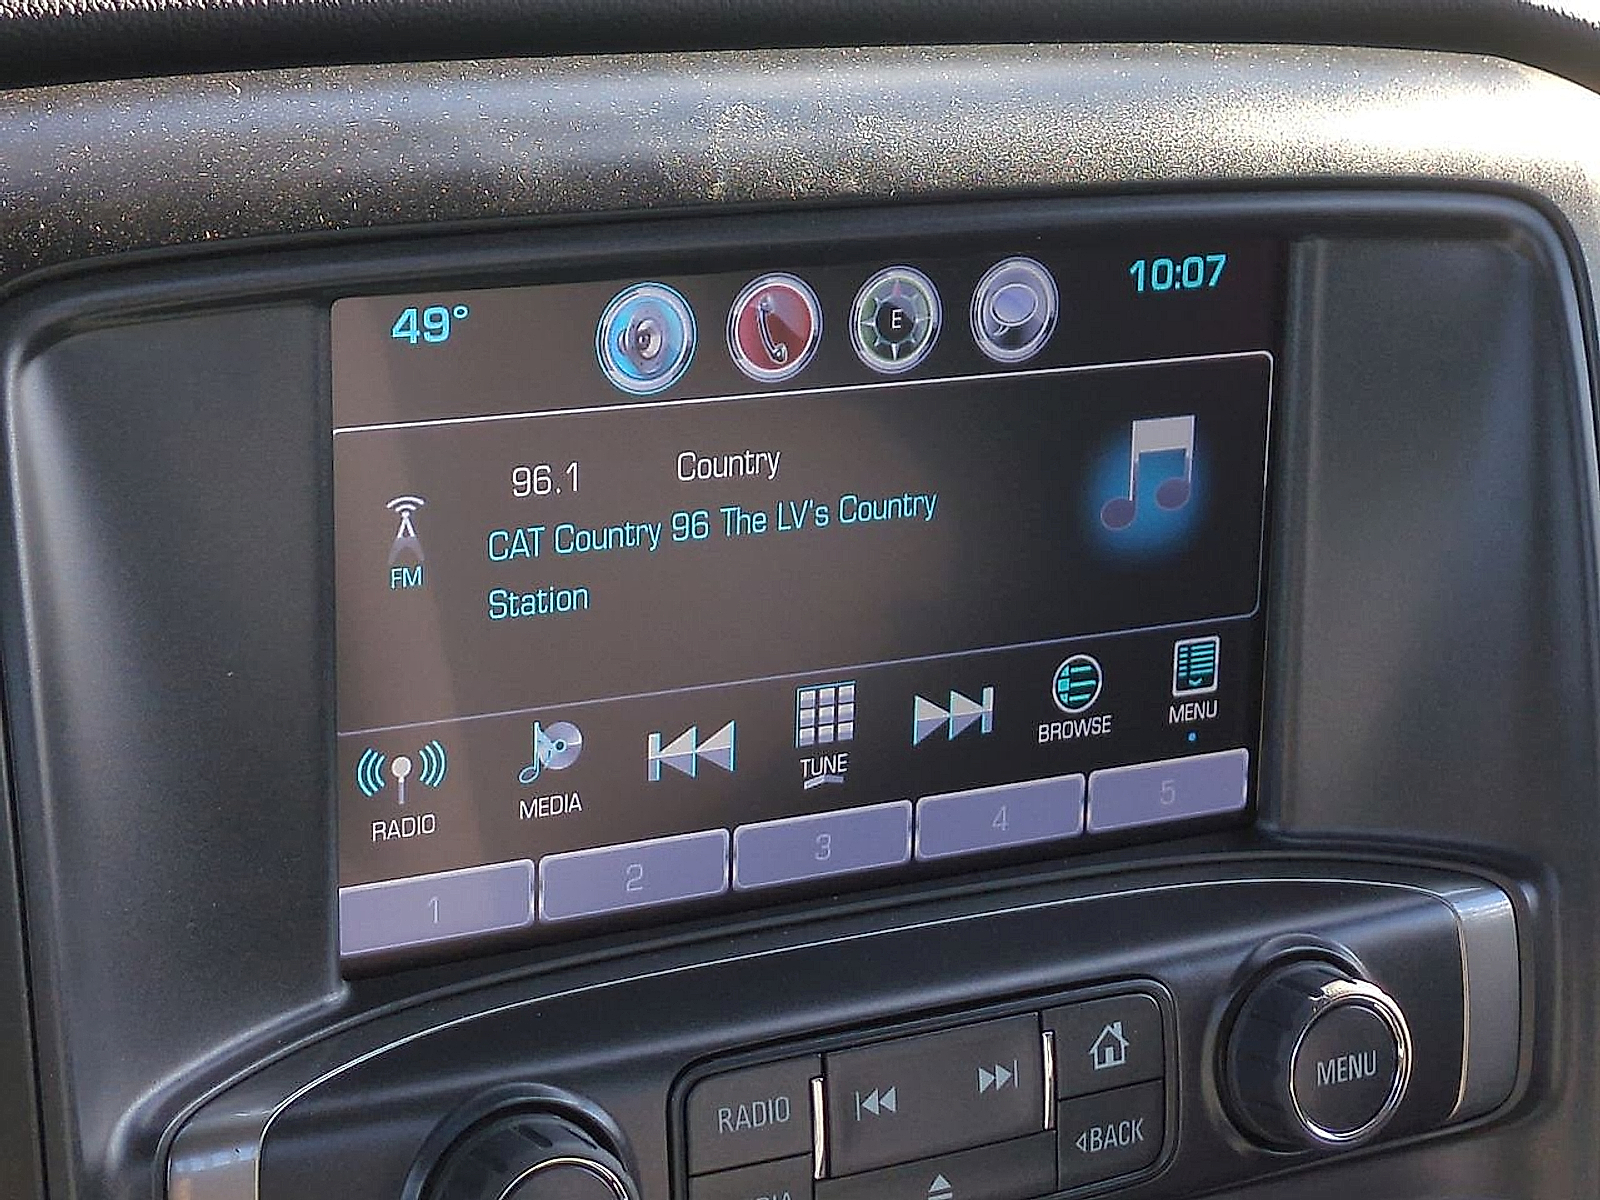 49°
E
10:07
96.1 Country
CAT Country 96 The LV's Country
Station
FM
RADIO
MEDIA
TUNE
BROWSE
MENU
1
2
3
4
5
RADIO
MENU
BACK